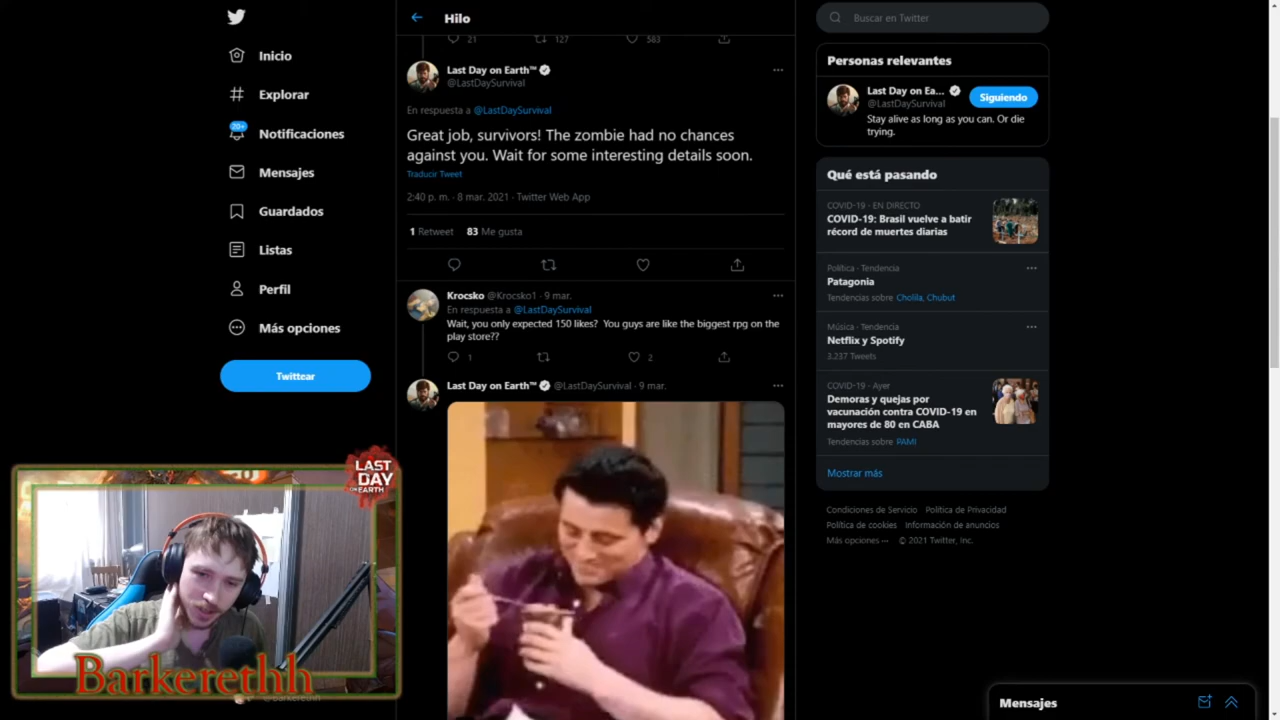 Inicio
Explorar
20+
Notificaciones
Mensajes
Guardados
Listas
Perfil
Más opciones
Twittear
LAST
DAY
ON EARTH
Barkerethh
@Barkerethh
Hilo
21 127 583
Last Day on Earth™
@LastDaySurvival
En respuesta a @LastDaySurvival
Great job, survivors! The zombie had no chances
against you. Wait for some interesting details soon.
Traducir Tweet
2:40 p. m. · 8 mar. 2021 · Twitter Web App
1 Retweet 83 Me gusta
Krocsko @Krocsko1 · 9 mar.
En respuesta a @LastDaySurvival
Wait, you only expected 150 likes? You guys are like the biggest rpg on the
play store??
1 2
Last Day on Earth™ @LastDaySurvival · 9 mar.
Buscar en Twitter
Personas relevantes
Last Day on Ea...
@LastDaySurvival
Siguiendo
Stay alive as long as you can. Or die
trying.
Qué está pasando
COVID-19 · EN DIRECTO
COVID-19: Brasil vuelve a batir
récord de muertes diarias
Política · Tendencia
Patagonia
Tendencias sobre Cholila, Chubut
Música · Tendencia
Netflix y Spotify
3.237 Tweets
COVID-19 · Ayer
Demoras y quejas por
vacunación contra COVID-19 en
mayores de 80 en CABA
Tendencias sobre PAMI
Mostrar más
Condiciones de Servicio Política de Privacidad
Política de cookies Información de anuncios
Más opciones ··· © 2021 Twitter, Inc.
Mensajes